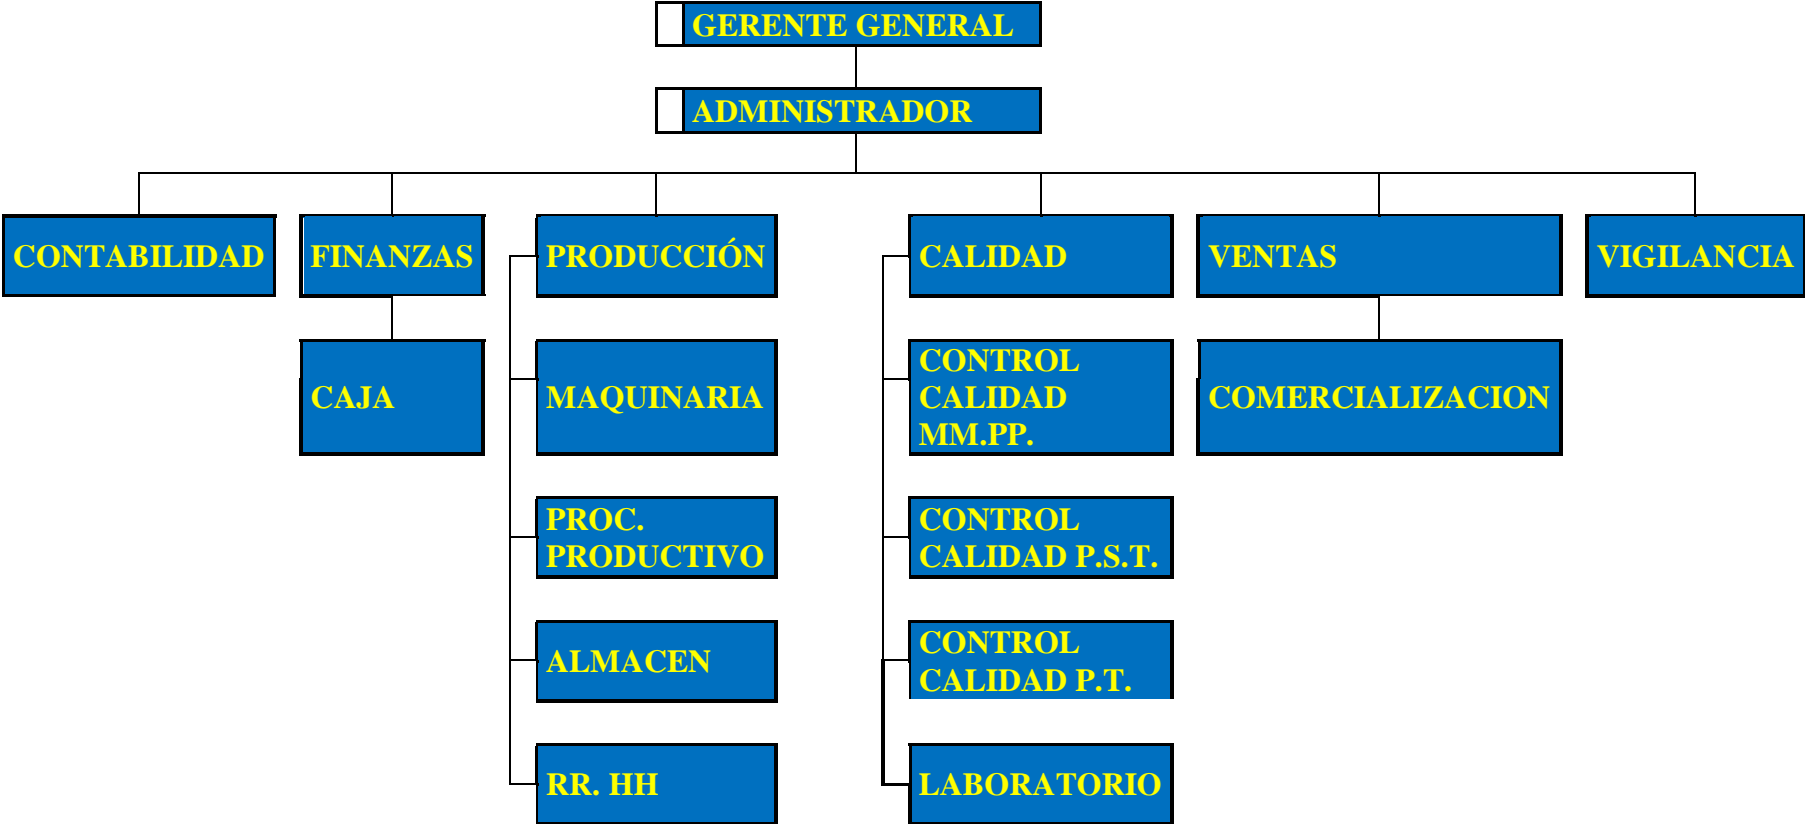 GERENTE GENERAL
ADMINISTRADOR
CONTABILIDAD
FINANZAS
PRODUCCIÓN
CALIDAD
VENTAS
VIGILANCIA
CAJA
MAQUINARIA
CONTROL
CALIDAD
MM.PP.
COMERCIALIZACION
PROC.
PRODUCTIVO
CONTROL
CALIDAD P.S.T.
ALMACEN
CONTROL
CALIDAD P.T.
RR. HH
LABORATORIO